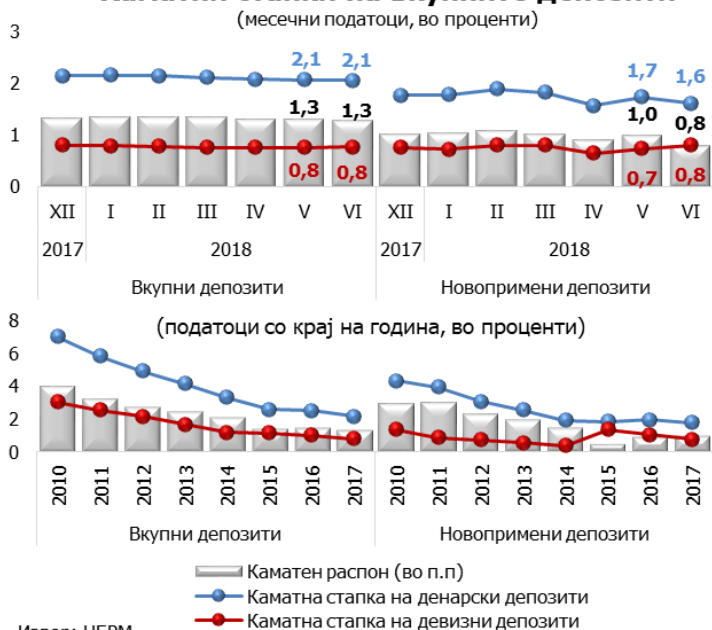 (месечни податоци, во проценти)
3
2
1
0
2,1 2,1
1,3 1,3
0,8 0,8
1,7 1,6
1,0 0,8
0,7 0,8
XII I II III IV V VI XII I II III IV V VI
2017 2018 2017 2018
Вкупни депозити Новопримени депозити
(податоци со крај на година, во проценти)
8
6
4
2
0
2010 2011 2012 2013 2014 2015 2016 2017 2010 2011 2012 2013 2014 2015 2016 2017
Вкупни депозити Новопримени депозити
Каматен распон (во п.п)
Каматна стапка на денарски депозити
Каматна стапка на девизни депозити